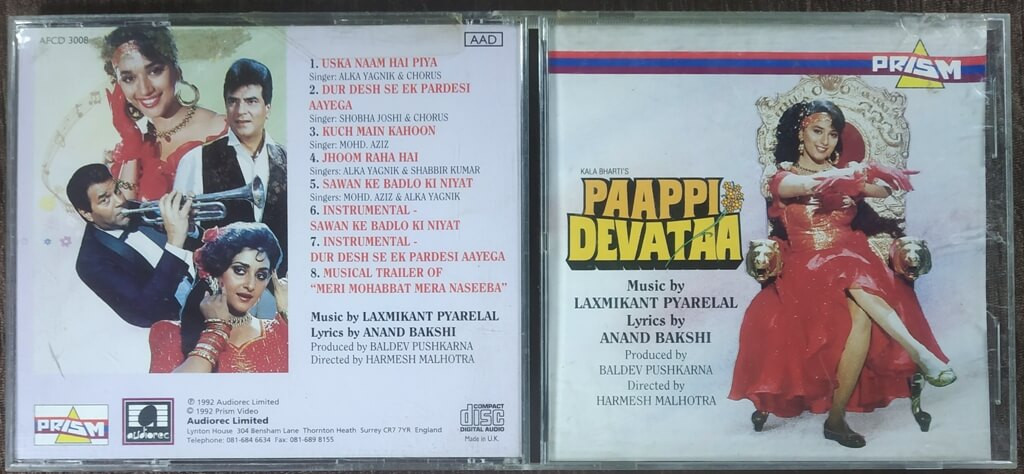 AFCD 3008
AAD
1. USKA NAAM HAI PIYA
Singer: ALKA YAGNIK & CHORUS
2. DUR DESH SE EK PARDESI
AAYEGA
Singer: SHOBHA JOSHI & CHORUS
3. KUCH MAIN KAHOON
Singer: MOHD. AZIZ
4. JHOOM RAHA HAI
Singers: ALKA YAGNIK & SHABBIR KUMAR
5. SAWAN KE BADLO KI NIYAT
Singers: MOHD. AZIZ & ALKA YAGNIK
6. INSTRUMENTAL -
SAWAN KE BADLO KI NIYAT
7. INSTRUMENTAL -
DUR DESH SE EK PARDESI AAYEGA
8. MUSICAL TRAILER OF
"MERI MOHABBAT MERA NASEEBA"
Music by LAXMIKANT PYARELAL
Lyrics by ANAND BAKSHI
Produced by BALDEV PUSHKARNA
Directed by HARMESH MALHOTRA
PRISM
audiorec
℗ 1992 Audiorec Limited
© 1992 Prism Video
Audiorec Limited
Lynton House 304 Bensham Lane Thornton Heath Surrey CR7 7YR England
Telephone: 081-684 6634 Fax: 081-689 8155
COMPACT
disc
DIGITAL AUDIO
Made in U.K.
PRISM
KALA BHARTI'S
PAAPPI
DEVATAA
Music by
LAXMIKANT PYARELAL
Lyrics by
ANAND BAKSHI
Produced by
BALDEV PUSHKARNA
Directed by
HARMESH MALHOTRA